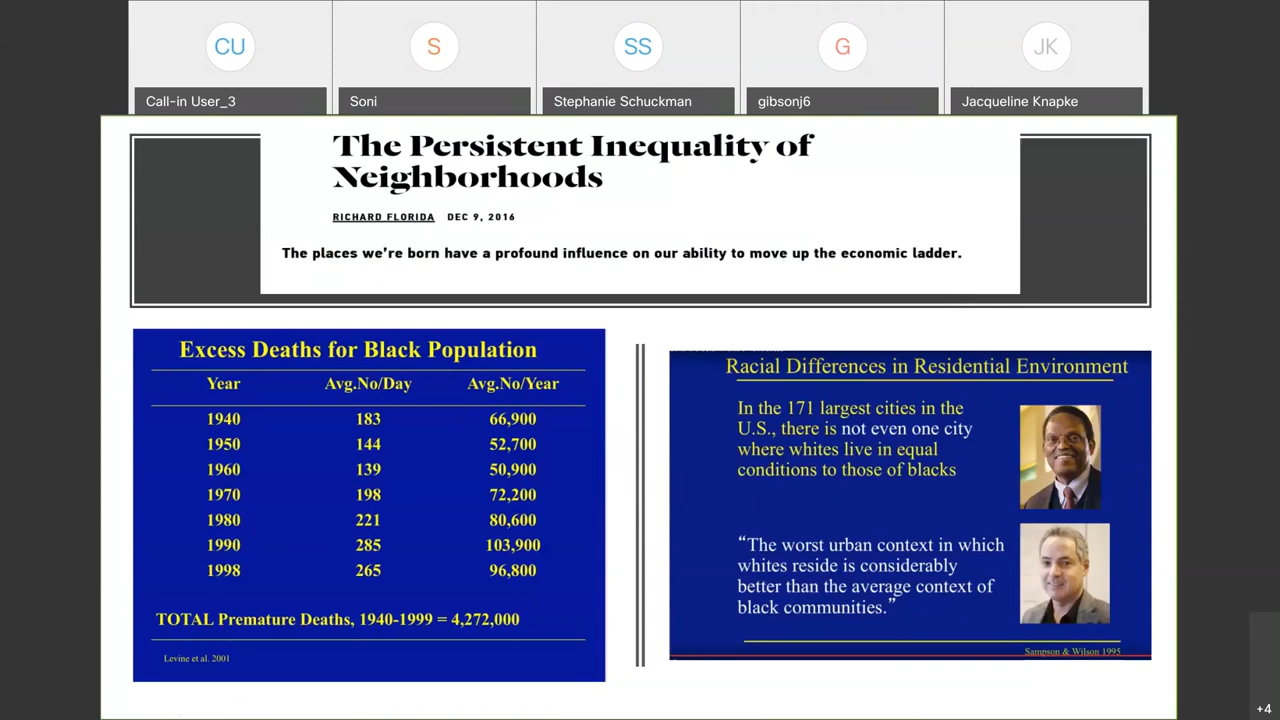 CU
S
SS
G
JK
Call-in User_3
Soni
Stephanie Schuckman
gibsonj6
Jacqueline Knapke
The Persistent Inequality of
Neighborhoods
RICHARD FLORIDA DEC 9, 2016
The places we're born have a profound influence on our ability to move up the economic ladder.
Excess Deaths for Black Population
Year Avg.No/Day Avg.No/Year
1940 183 66,900
1950 144 52,700
1960 139 50,900
1970 198 72,200
1980 221 80,600
1990 285 103,900
1998 265 96,800
TOTAL Premature Deaths, 1940-1999 = 4,272,000
Levine et al. 2001
Racial Differences in Residential Environment
In the 171 largest cities in the
U.S., there is not even one city
where whites live in equal
conditions to those of blacks
“The worst urban context in which
whites reside is considerably
better than the average context of
black communities.”
Sampson & Wilson 1995
+4